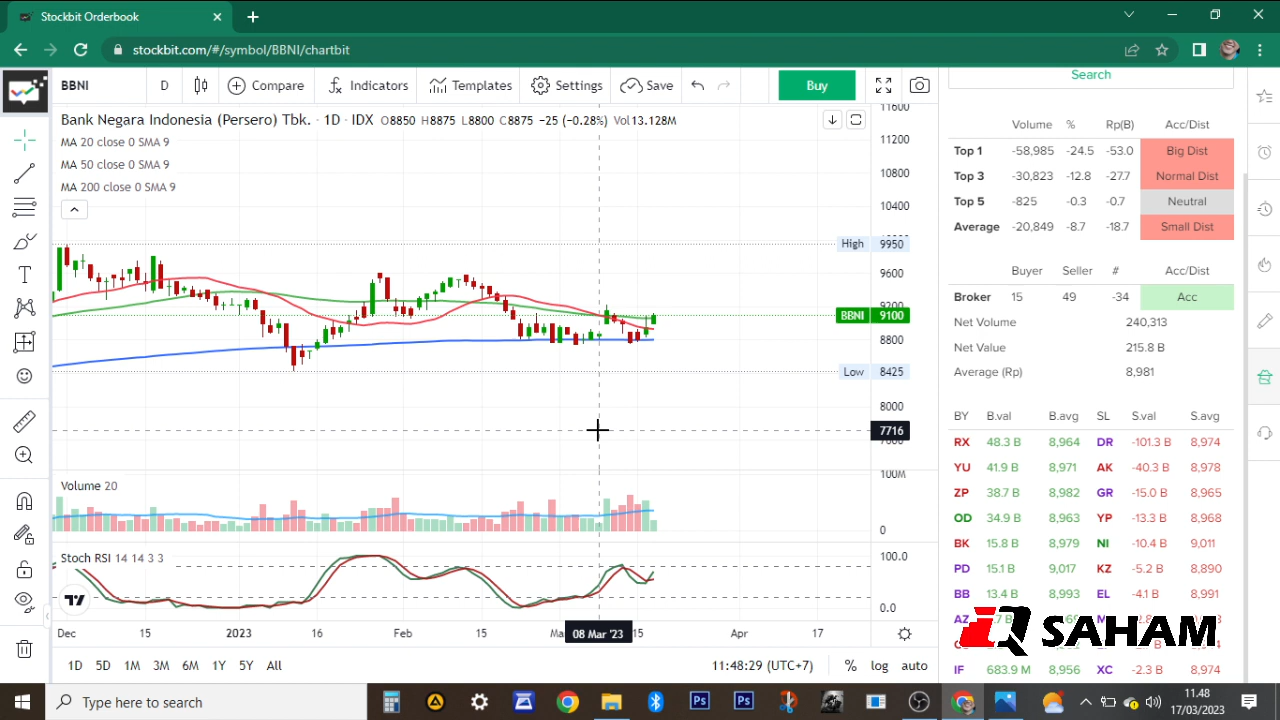 Stockbit Orderbook
stockbit.com/#/symbol/BBNI/chartbit
BBNI D Compare Indicators Templates Settings Save Buy
Bank Negara Indonesia (Persero) Tbk. · 1D · IDX O8850 H8875 L8800 C8875 -25 (-0.28%) Vol13.128M
MA 20 close 0 SMA 9
MA 50 close 0 SMA 9
MA 200 close 0 SMA 9
11600
11200
10800
10400
High 9950
9600
9200
BBNI 9100
8800
Low 8425
8000
7716
Volume 20
100M
0
Stoch RSI 14 14 3 3
100.0
0.0
Dec 15 2023 16 Feb 15 08 Mar '23 15 Apr 17
1D 5D 1M 3M 6M 1Y 5Y All 11:48:29 (UTC+7) % log auto
Search
Volume % Rp(B) Acc/Dist
Top 1 -58,985 -24.5 -53.0 Big Dist
Top 3 -30,823 -12.8 -27.7 Normal Dist
Top 5 -825 -0.3 -0.7 Neutral
Average -20,849 -8.7 -18.7 Small Dist
Buyer Seller # Acc/Dist
Broker 15 49 -34 Acc
Net Volume 240,313
Net Value 215.8 B
Average (Rp) 8,981
BY B.val B.avg SL S.val S.avg
RX 48.3 B 8,964 DR -101.3 B 8,974
YU 41.9 B 8,971 AK -40.3 B 8,978
ZP 38.7 B 8,982 GR -15.0 B 8,965
OD 34.9 B 8,963 YP -13.3 B 8,968
BK 15.8 B 8,979 NI -10.4 B 9,011
PD 15.1 B 9,017 KZ -5.2 B 8,890
BB 13.4 B 8,993 EL -4.1 B 8,991
AZ
iQ SAHAM
IF 683.9 M 8,956 XC -2.3 B 8,974
Type here to search
11.48
17/03/2023